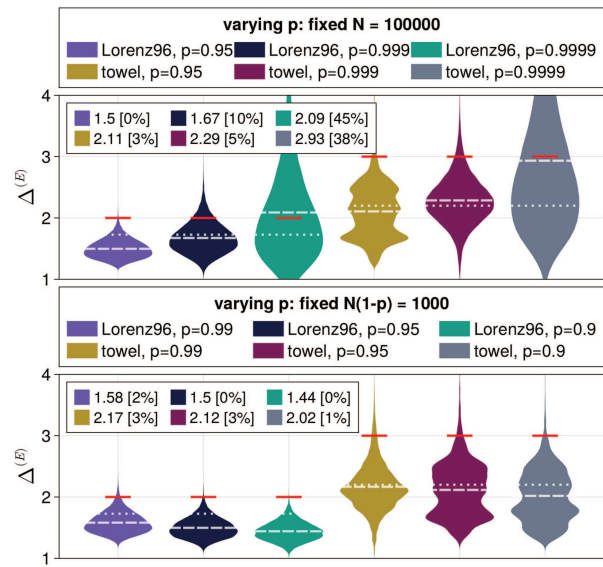 varying p: fixed N = 100000
Lorenz96, p=0.95 Lorenz96, p=0.999 Lorenz96, p=0.9999
towel, p=0.95 towel, p=0.999 towel, p=0.9999
4
1.5 [0%] 1.67 [10%] 2.09 [45%]
2.11 [3%] 2.29 [5%] 2.93 [38%]
3
Δ^(E)
2
1
varying p: fixed N(1-p) = 1000
Lorenz96, p=0.99 Lorenz96, p=0.95 Lorenz96, p=0.9
towel, p=0.99 towel, p=0.95 towel, p=0.9
4
1.58 [2%] 1.5 [0%] 1.44 [0%]
2.17 [3%] 2.12 [3%] 2.02 [1%]
3
Δ^(E)
2
1